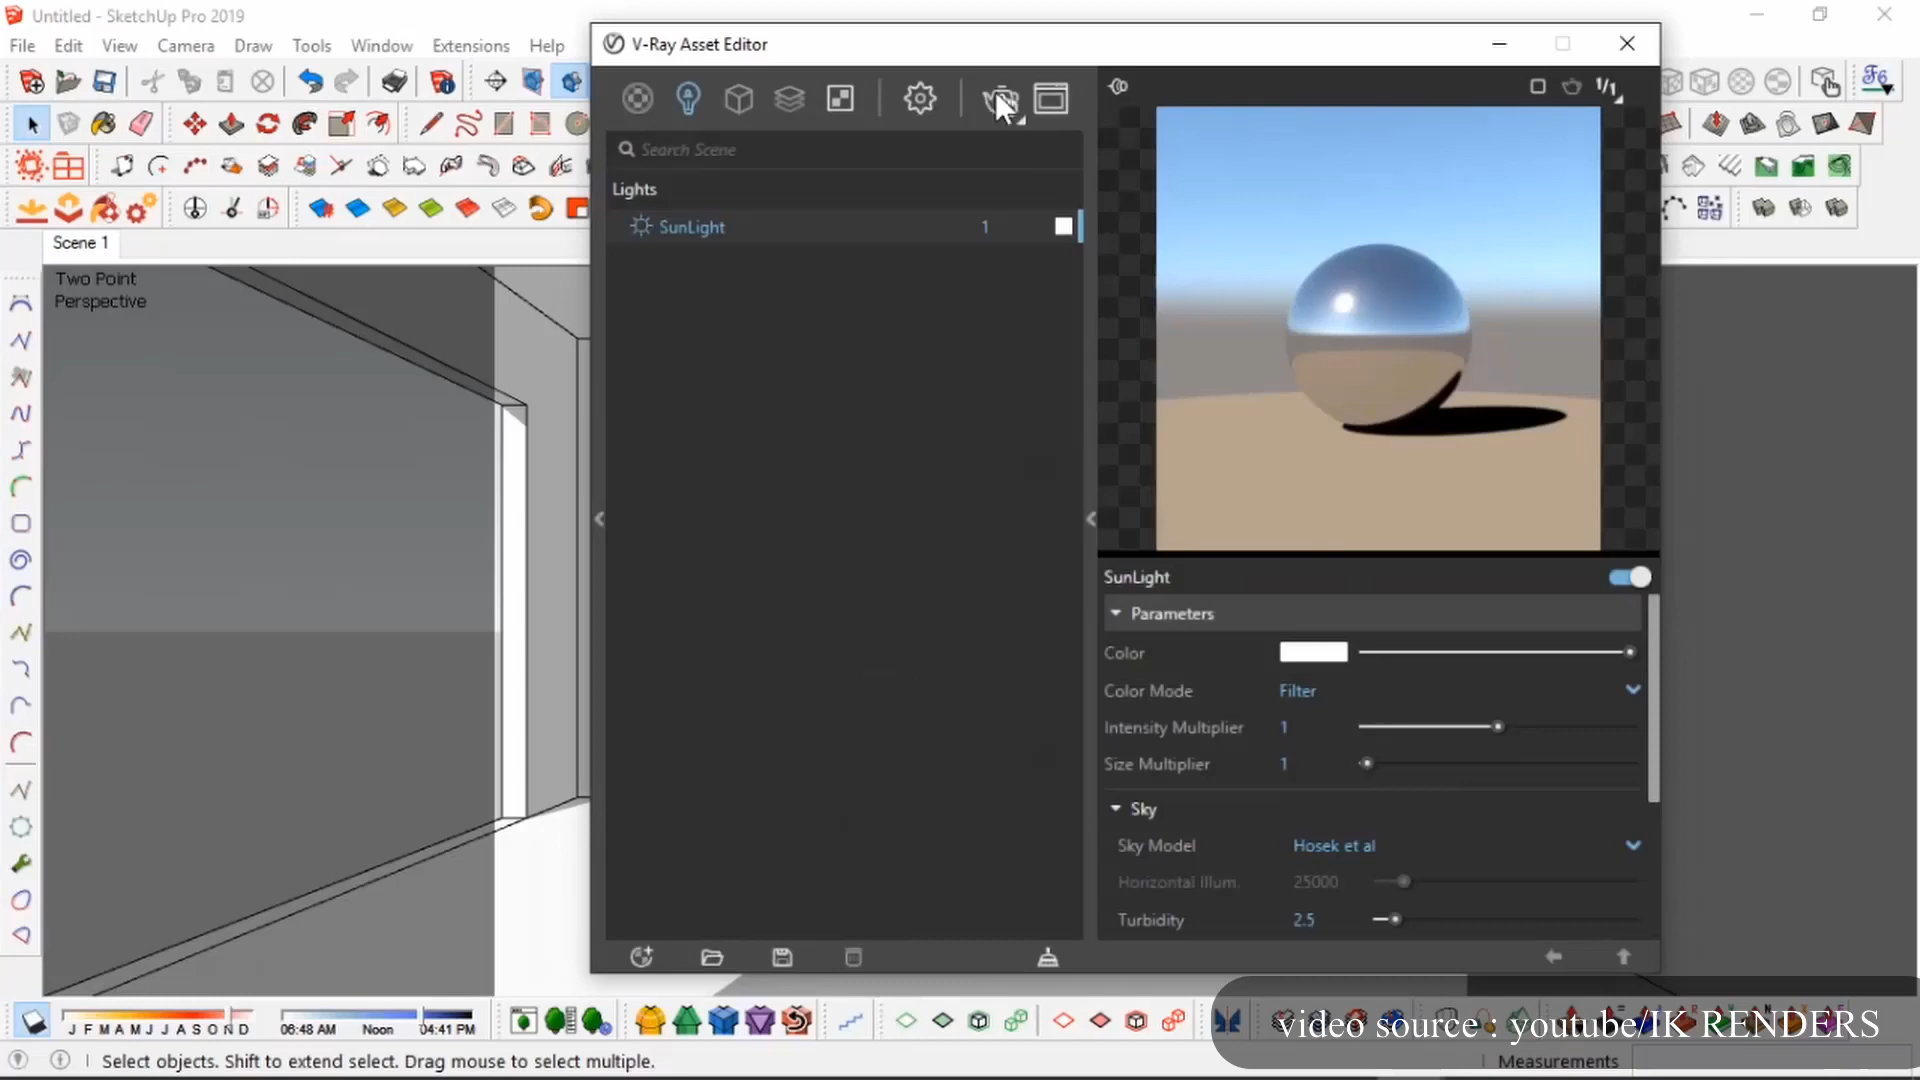 Untitled - SketchUp Pro 2019
File Edit View Camera Draw Tools Window Extensions Help
V-Ray Asset Editor
1/1
Search Scene
Lights
SunLight 1
Scene 1
Two Point
Perspective
SunLight
Parameters
Color
Color Mode Filter
Intensity Multiplier 1
Size Multiplier 1
Sky
Sky Model Hosek et al
Horizontal Illum. 25000
Turbidity 2.5
J F M A M J J A S O N D
06:48 AM Noon 04:41 PM
video source : youtube/IK RENDERS
Select objects. Shift to extend select. Drag mouse to select multiple.
Measurements